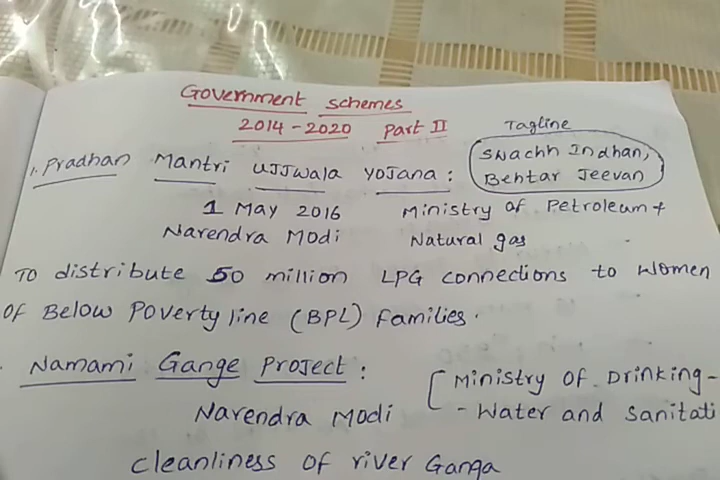 Government schemes
2014-2020 Part II
Tagline
1. Pradhan Mantri UJJwala YoJana :
Swachh Indhan,
Behtar Jeevan
1 May 2016 Ministry of Petroleum +
Narendra Modi Natural gas
To distribute 50 million LPG connections to women
of Below Poverty line (BPL) families.
Namami Gange ProJect :
[Ministry of Drinking-
Narendra Modi - Water and Sanitati
cleanliness of river Ganga